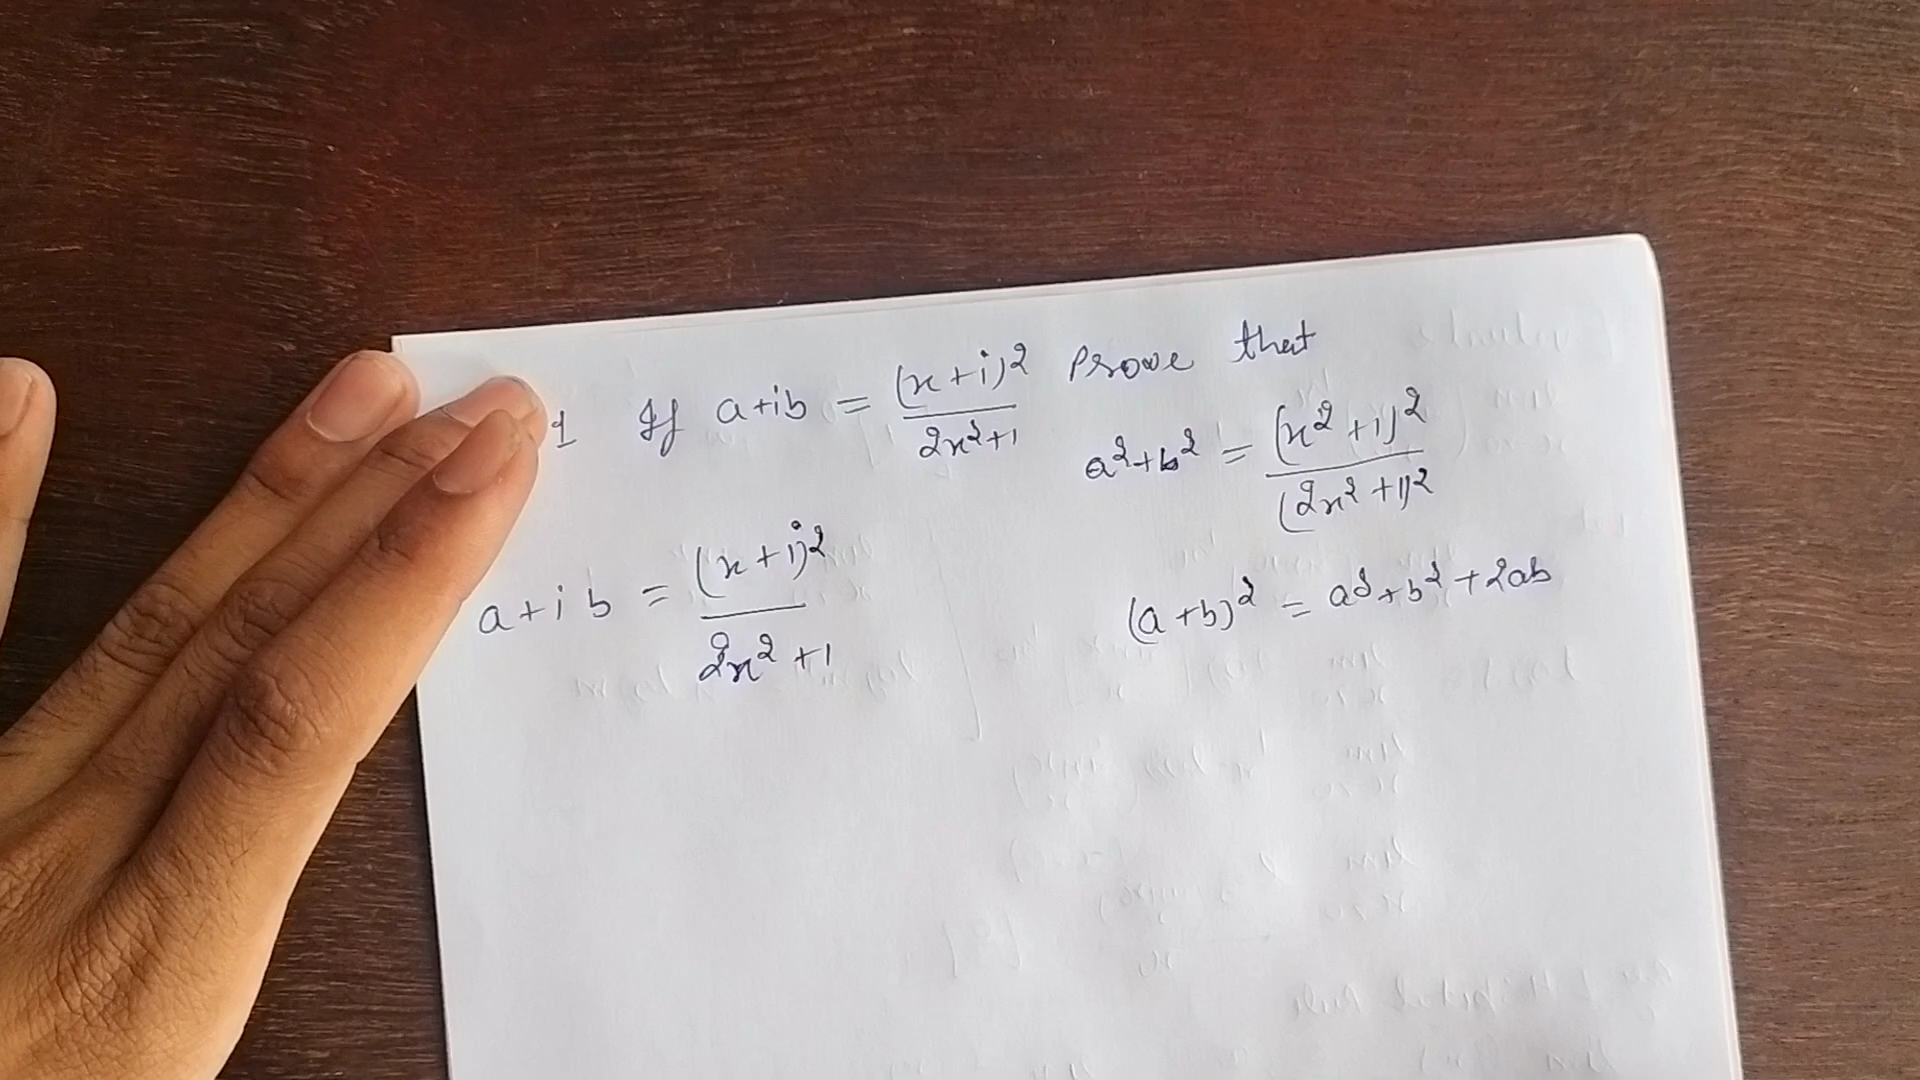 1 If a+ib = (x+i)² / 2x²+1 Prove that
a²+b² = (x²+1)² / (2x²+1)²
a+ib = (x+i)² / 2x²+1
(a+b)² = a²+b²+2ab